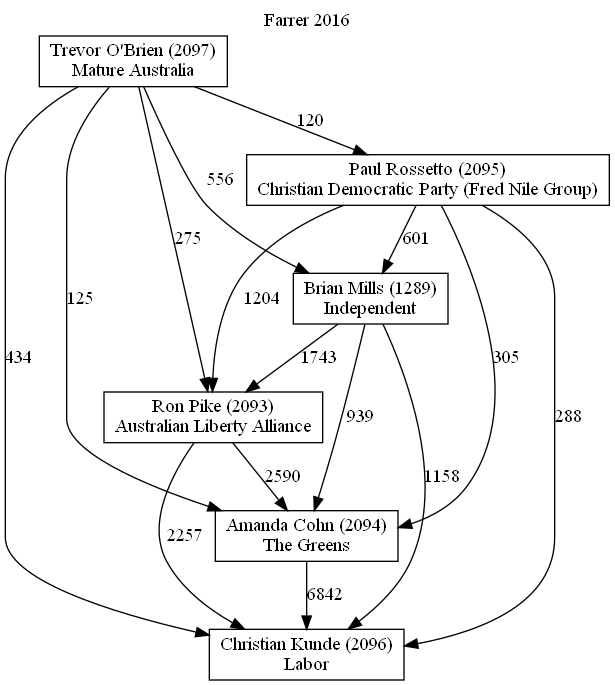 Farrer 2016
Trevor O'Brien (2097)
Mature Australia
120
Paul Rossetto (2095)
Christian Democratic Party (Fred Nile Group)
556
275
601
Brian Mills (1289)
Independent
125
1204
434
1743
305
Ron Pike (2093)
Australian Liberty Alliance
939
288
2590
1158
2257
Amanda Cohn (2094)
The Greens
6842
Christian Kunde (2096)
Labor